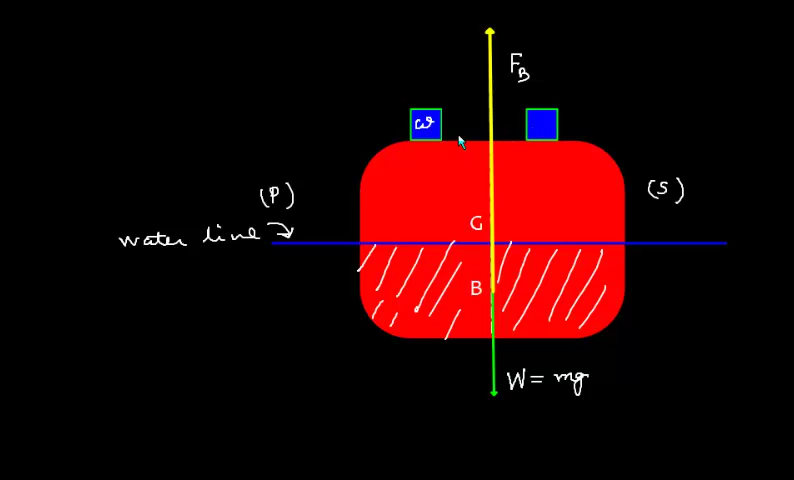 F_B
w
(P)
(S)
G
water line
B
W = mg